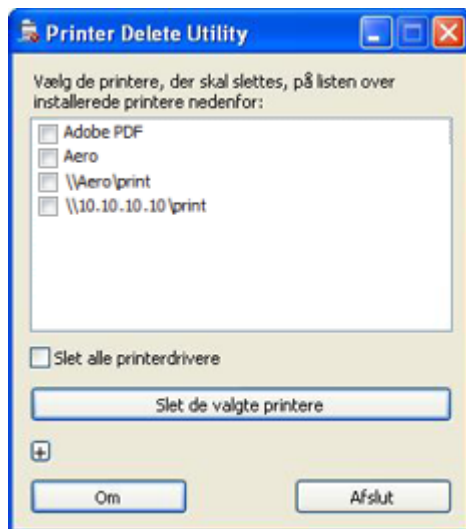 Printer Delete Utility
Vælg de printere, der skal slettes, på listen over
installerede printere nedenfor:
Adobe PDF
Aero
\\Aero\print
\\10.10.10.10\print
Slet alle printerdrivere
Slet de valgte printere
Om
Afslut